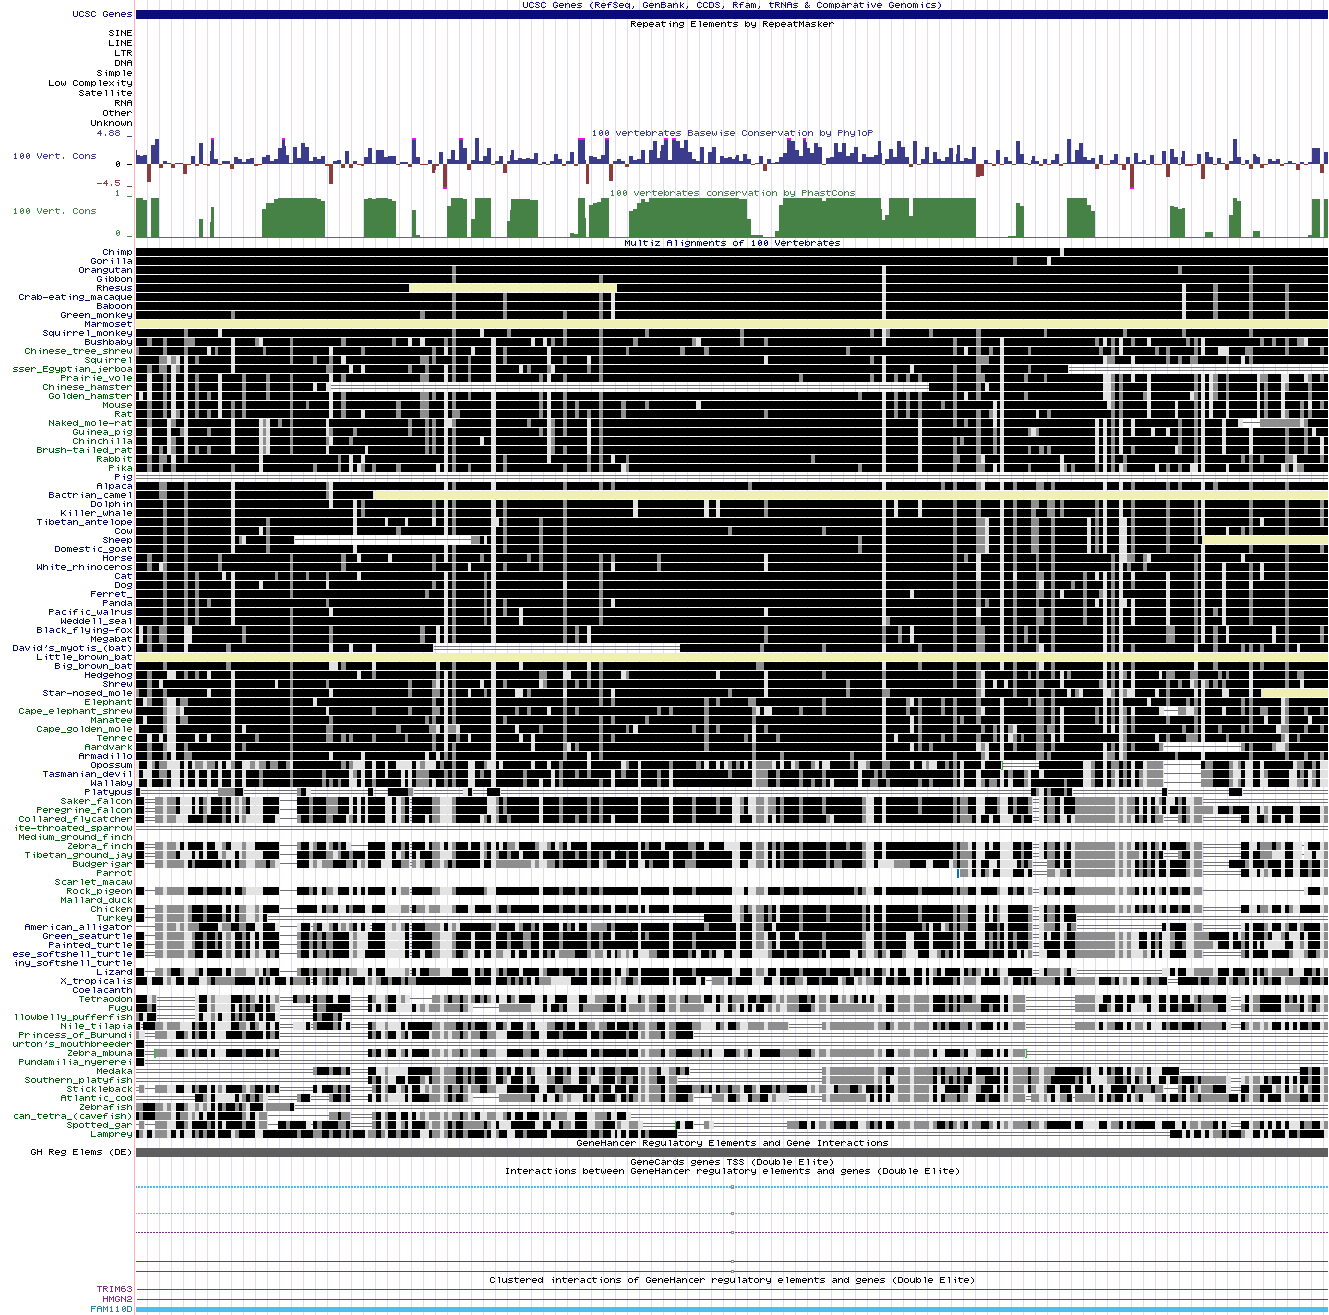 UCSC Genes (RefSeq, GenBank, CCDS, Rfam, tRNAs & Comparative Genomics)
UCSC Genes
Repeating Elements by RepeatMasker
SINE
LINE
LTR
DNA
Simple
Low Complexity
Satellite
RNA
Other
Unknown
4.88 _
100 vertebrates Basewise Conservation by PhyloP
100 Vert. Cons
0 _
-4.5 _
100 vertebrates conservation by PhastCons
1 _
100 Vert. Cons
0 _
Multiz Alignments of 100 Vertebrates
Chimp
Gorilla
Orangutan
Gibbon
Rhesus
Crab-eating_macaque
Baboon
Green_monkey
Marmoset
Squirrel_monkey
Bushbaby
Chinese_tree_shrew
Squirrel
sser_Egyptian_jerboa
Prairie_vole
Chinese_hamster
Golden_hamster
Mouse
Rat
Naked_mole-rat
Guinea_pig
Chinchilla
Brush-tailed_rat
Rabbit
Pika
Pig
Alpaca
Bactrian_camel
Dolphin
Killer_whale
Tibetan_antelope
Cow
Sheep
Domestic_goat
Horse
White_rhinoceros
Cat
Dog
Ferret_
Panda
Pacific_walrus
Weddell_seal
Black_flying-fox
Megabat
David's_myotis_(bat)
Little_brown_bat
Big_brown_bat
Hedgehog
Shrew
Star-nosed_mole
Elephant
Cape_elephant_shrew
Manatee
Cape_golden_mole
Tenrec
Aardvark
Armadillo
Opossum
Tasmanian_devil
Wallaby
Platypus
Saker_falcon
Peregrine_falcon
Collared_flycatcher
ite-throated_sparrow
Medium_ground_finch
Zebra_finch
Tibetan_ground_jay
Budgerigar
Parrot
Scarlet_macaw
Rock_pigeon
Mallard_duck
Chicken
Turkey
American_alligator
Green_seaturtle
Painted_turtle
ese_softshell_turtle
iny_softshell_turtle
Lizard
X_tropicalis
Coelacanth
Tetraodon
Fugu
llowbelly_pufferfish
Nile_tilapia
Princess_of_Burundi
urton's_mouthbreeder
Zebra_mbuna
Pundamilia_nyererei
Medaka
Southern_platyfish
Stickleback
Atlantic_cod
Zebrafish
can_tetra_(cavefish)
Spotted_gar
Lamprey
GeneHancer Regulatory Elements and Gene Interactions
GH Reg Elems (DE)
GeneCards genes TSS (Double Elite)
Interactions between GeneHancer regulatory elements and genes (Double Elite)
Clustered interactions of GeneHancer regulatory elements and genes (Double Elite)
TRIM63
HMGN2
FAM110D